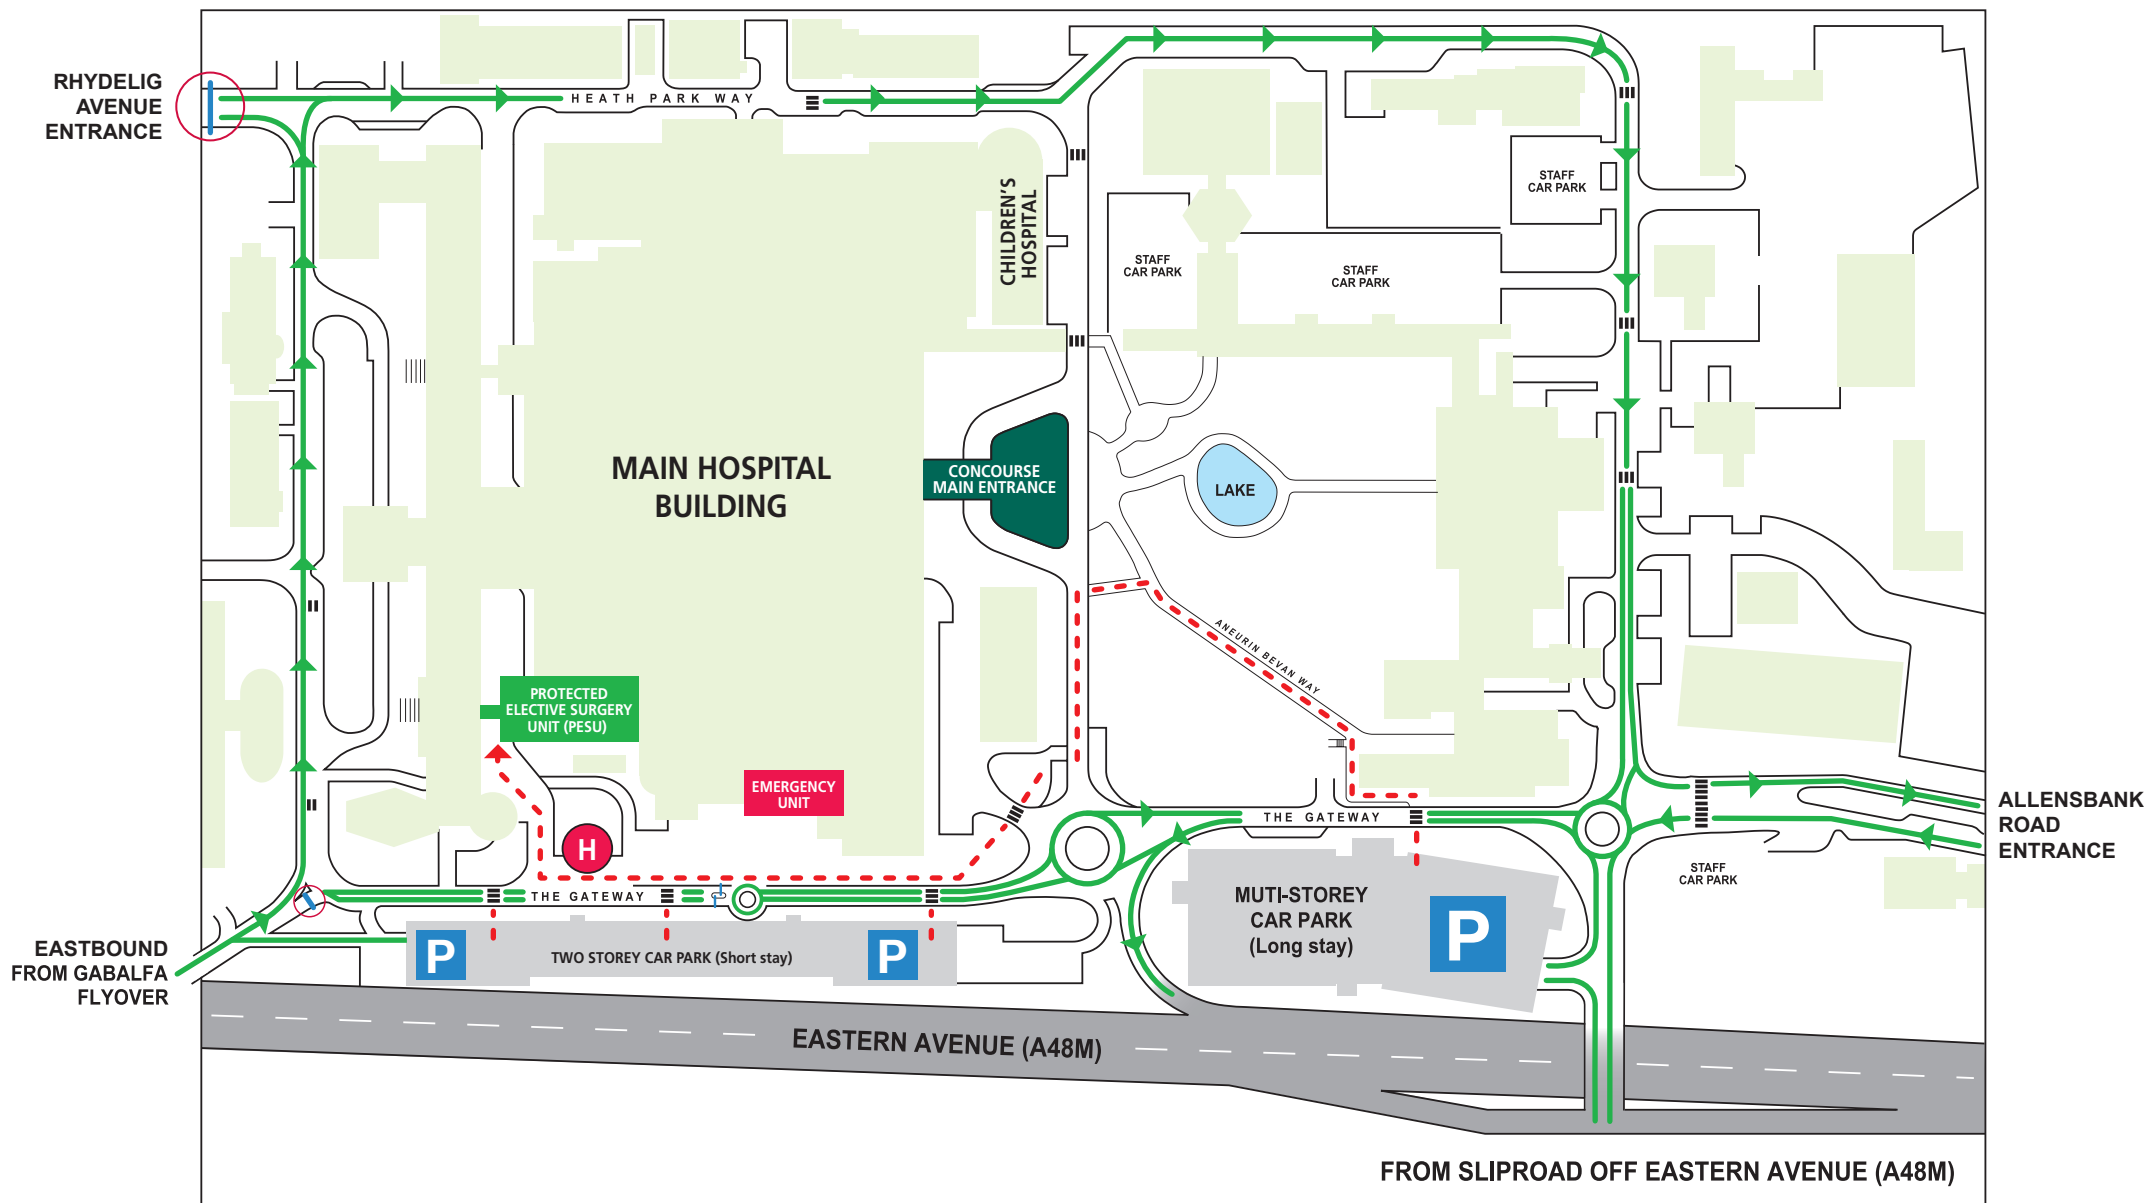 RHYDELIG
AVENUE
ENTRANCE
HEATH PARK WAY
CHILDREN'S
HOSPITAL
STAFF
CAR PARK
STAFF
CAR PARK
STAFF
CAR PARK
MAIN HOSPITAL
BUILDING
CONCOURSE
MAIN ENTRANCE
LAKE
ANEURIN BEVAN WAY
PROTECTED
ELECTIVE SURGERY
UNIT (PESU)
EMERGENCY
UNIT
H
THE GATEWAY
THE GATEWAY
ALLENSBANK
ROAD
ENTRANCE
STAFF
CAR PARK
MUTI-STOREY
CAR PARK
(Long stay)
P
EASTBOUND
FROM GABALFA
FLYOVER
P
TWO STOREY CAR PARK (Short stay)
P
EASTERN AVENUE (A48M)
FROM SLIPROAD OFF EASTERN AVENUE (A48M)